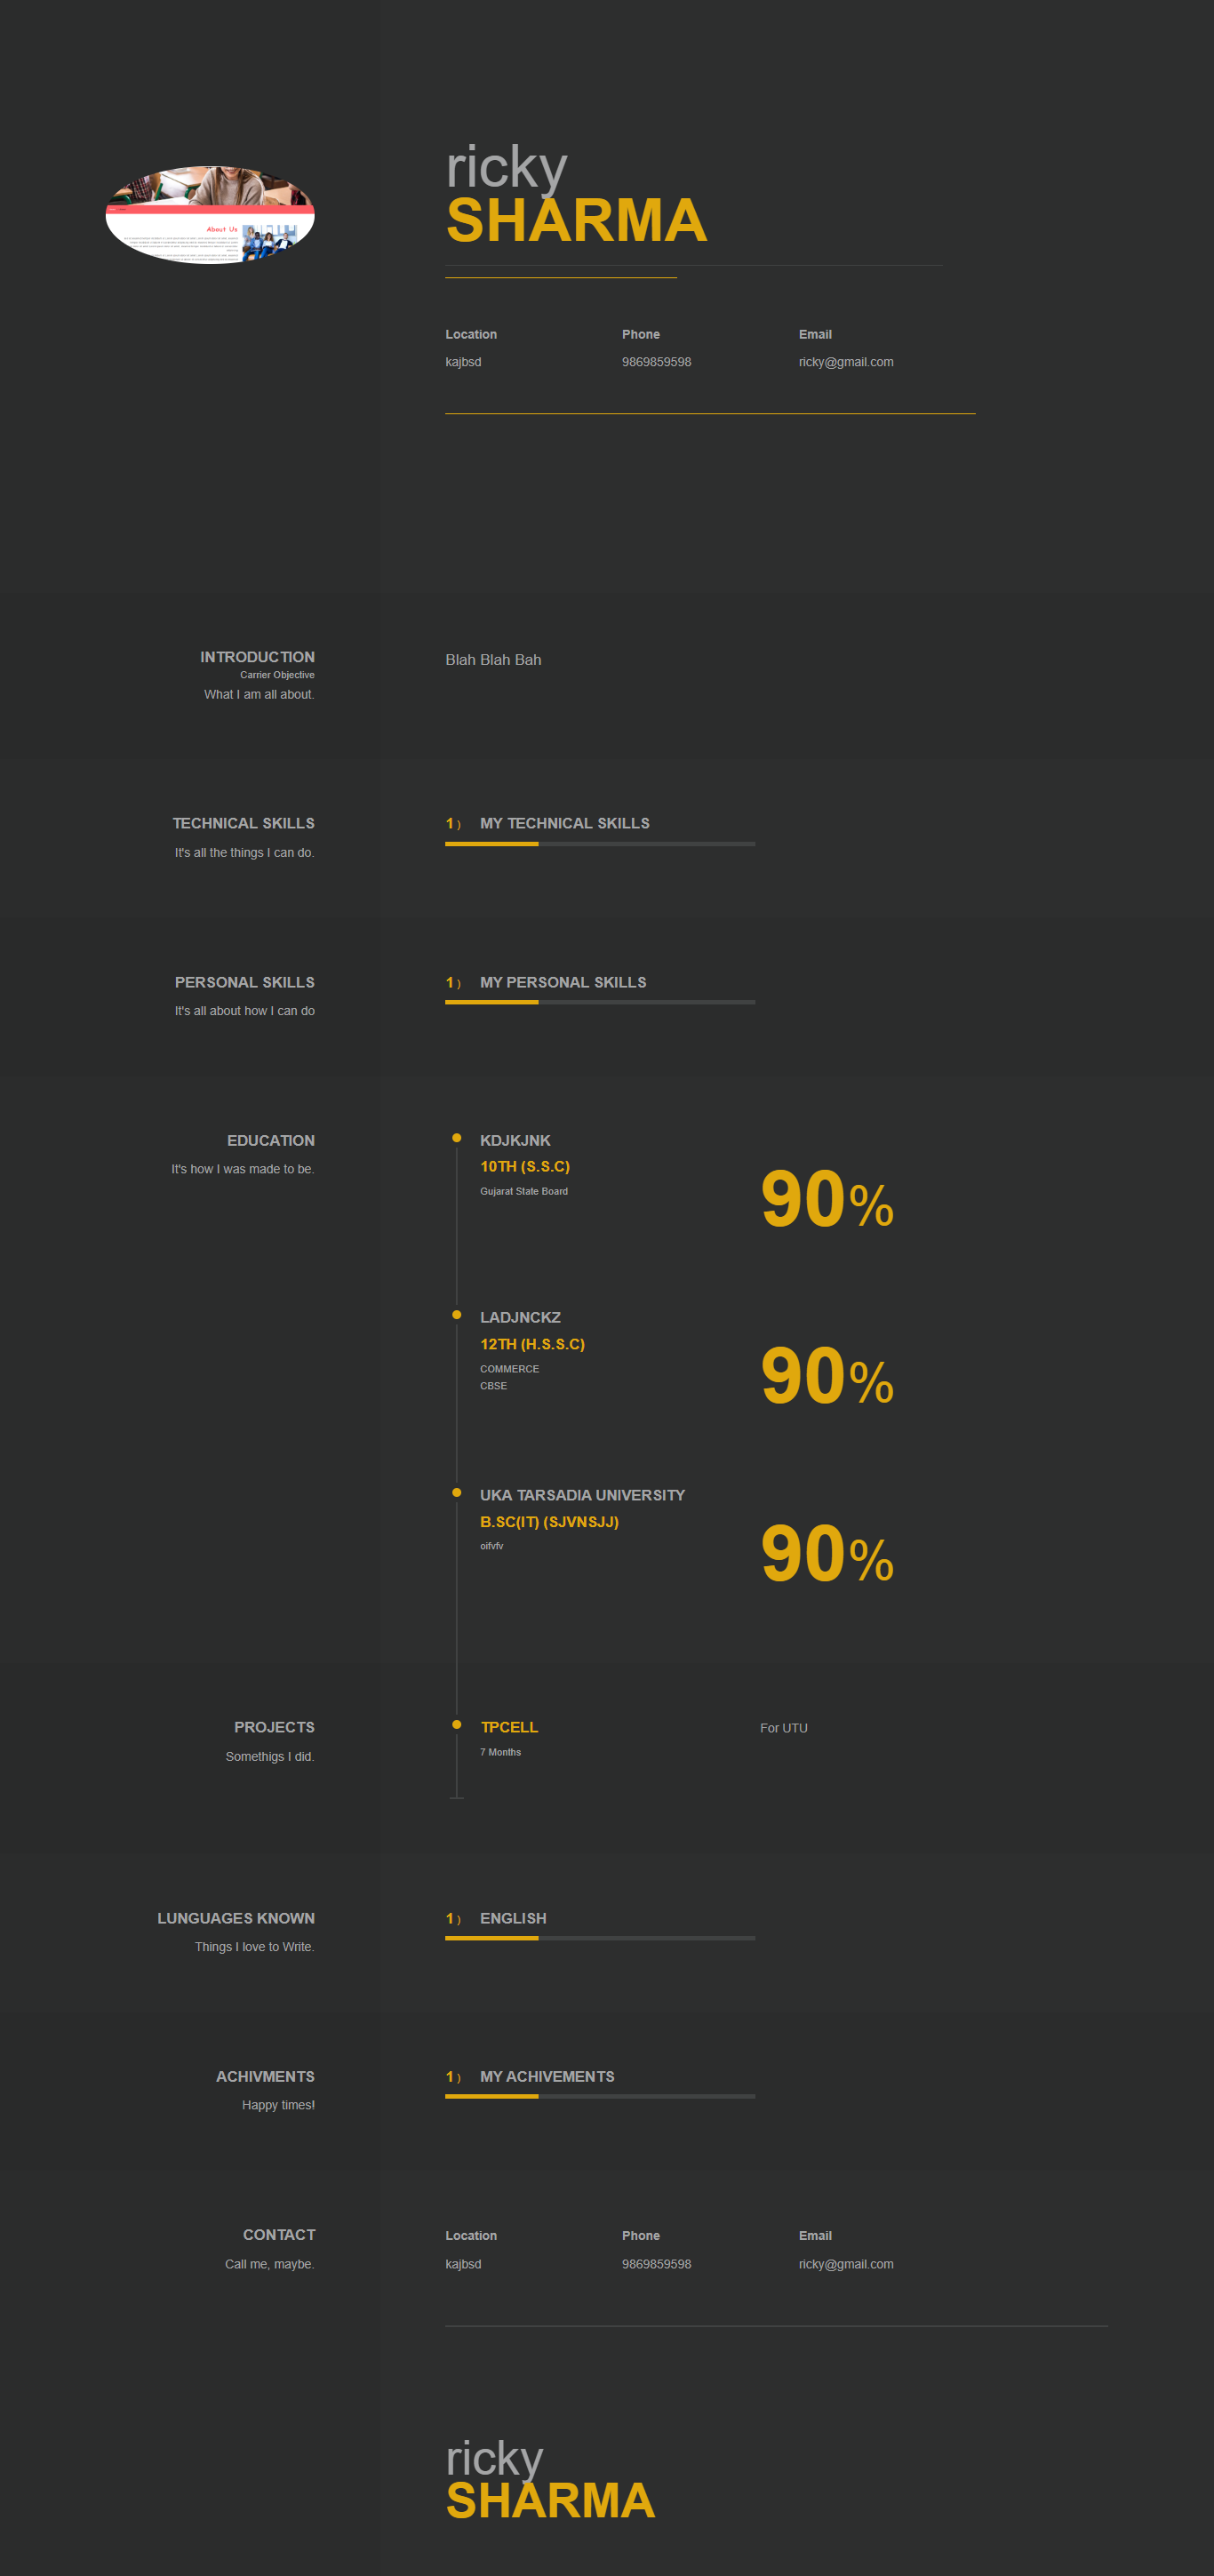 About Us
ricky
SHARMA
Location Phone Email
kajbsd 9869859598 ricky@gmail.com
INTRODUCTION
Carrier Objective
What I am all about.
Blah Blah Bah
TECHNICAL SKILLS
It's all the things I can do.
1 ) MY TECHNICAL SKILLS
PERSONAL SKILLS
It's all about how I can do
1 ) MY PERSONAL SKILLS
EDUCATION
It's how I was made to be.
KDJKJNK
10TH (S.S.C)
Gujarat State Board
90%
LADJNCKZ
12TH (H.S.S.C)
COMMERCE
CBSE
90%
UKA TARSADIA UNIVERSITY
B.SC(IT) (SJVNSJJ)
oifvfv
90%
PROJECTS
Somethigs I did.
TPCELL
7 Months
For UTU
LUNGUAGES KNOWN
Things I love to Write.
1 ) ENGLISH
ACHIVMENTS
Happy times!
1 ) MY ACHIVEMENTS
CONTACT
Call me, maybe.
Location Phone Email
kajbsd 9869859598 ricky@gmail.com
ricky
SHARMA